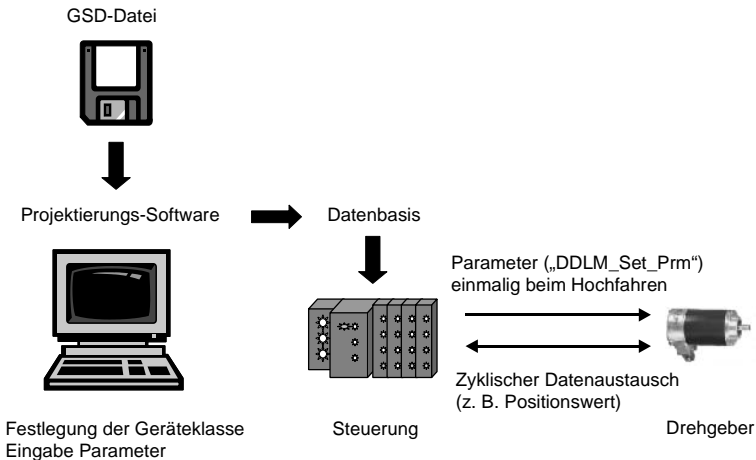 GSD-Datei
Projektierungs-Software
Datenbasis
Parameter („DDLM_Set_Prm“)
einmalig beim Hochfahren
Zyklischer Datenaustausch
(z. B. Positionswert)
Festlegung der Geräteklasse
Eingabe Parameter
Steuerung
Drehgeber